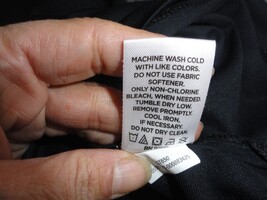 MACHINE WASH COLD
WITH LIKE COLORS.
DO NOT USE FABRIC
SOFTENER.
ONLY NON-CHLORINE
BLEACH, WHEN NEEDED.
TUMBLE DRY LOW.
REMOVE PROMPTLY.
COOL IRON,
IF NECESSARY.
DO NOT DRY CLEAN
RN